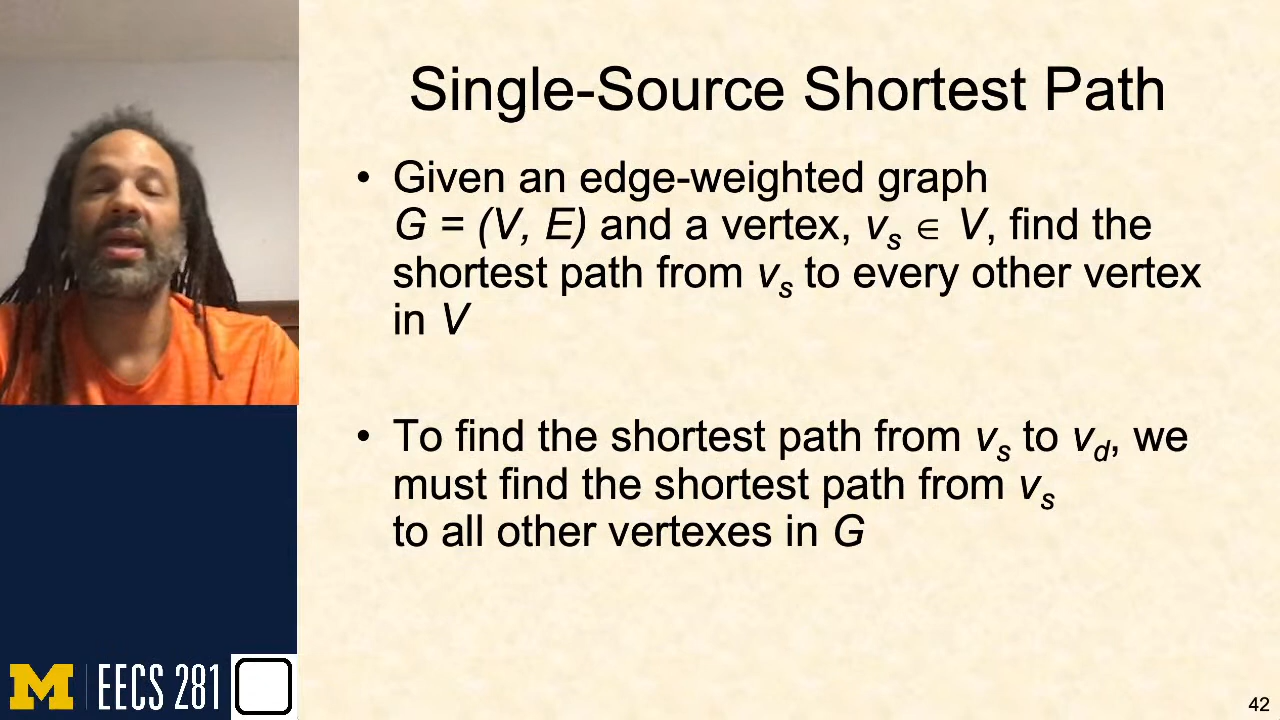 Single-Source Shortest Path
• Given an edge-weighted graph
G = (V, E) and a vertex, vₛ ∈ V, find the
shortest path from vₛ to every other vertex
in V
• To find the shortest path from vₛ to v_d, we
must find the shortest path from vₛ
to all other vertexes in G
M | EECS 281
42